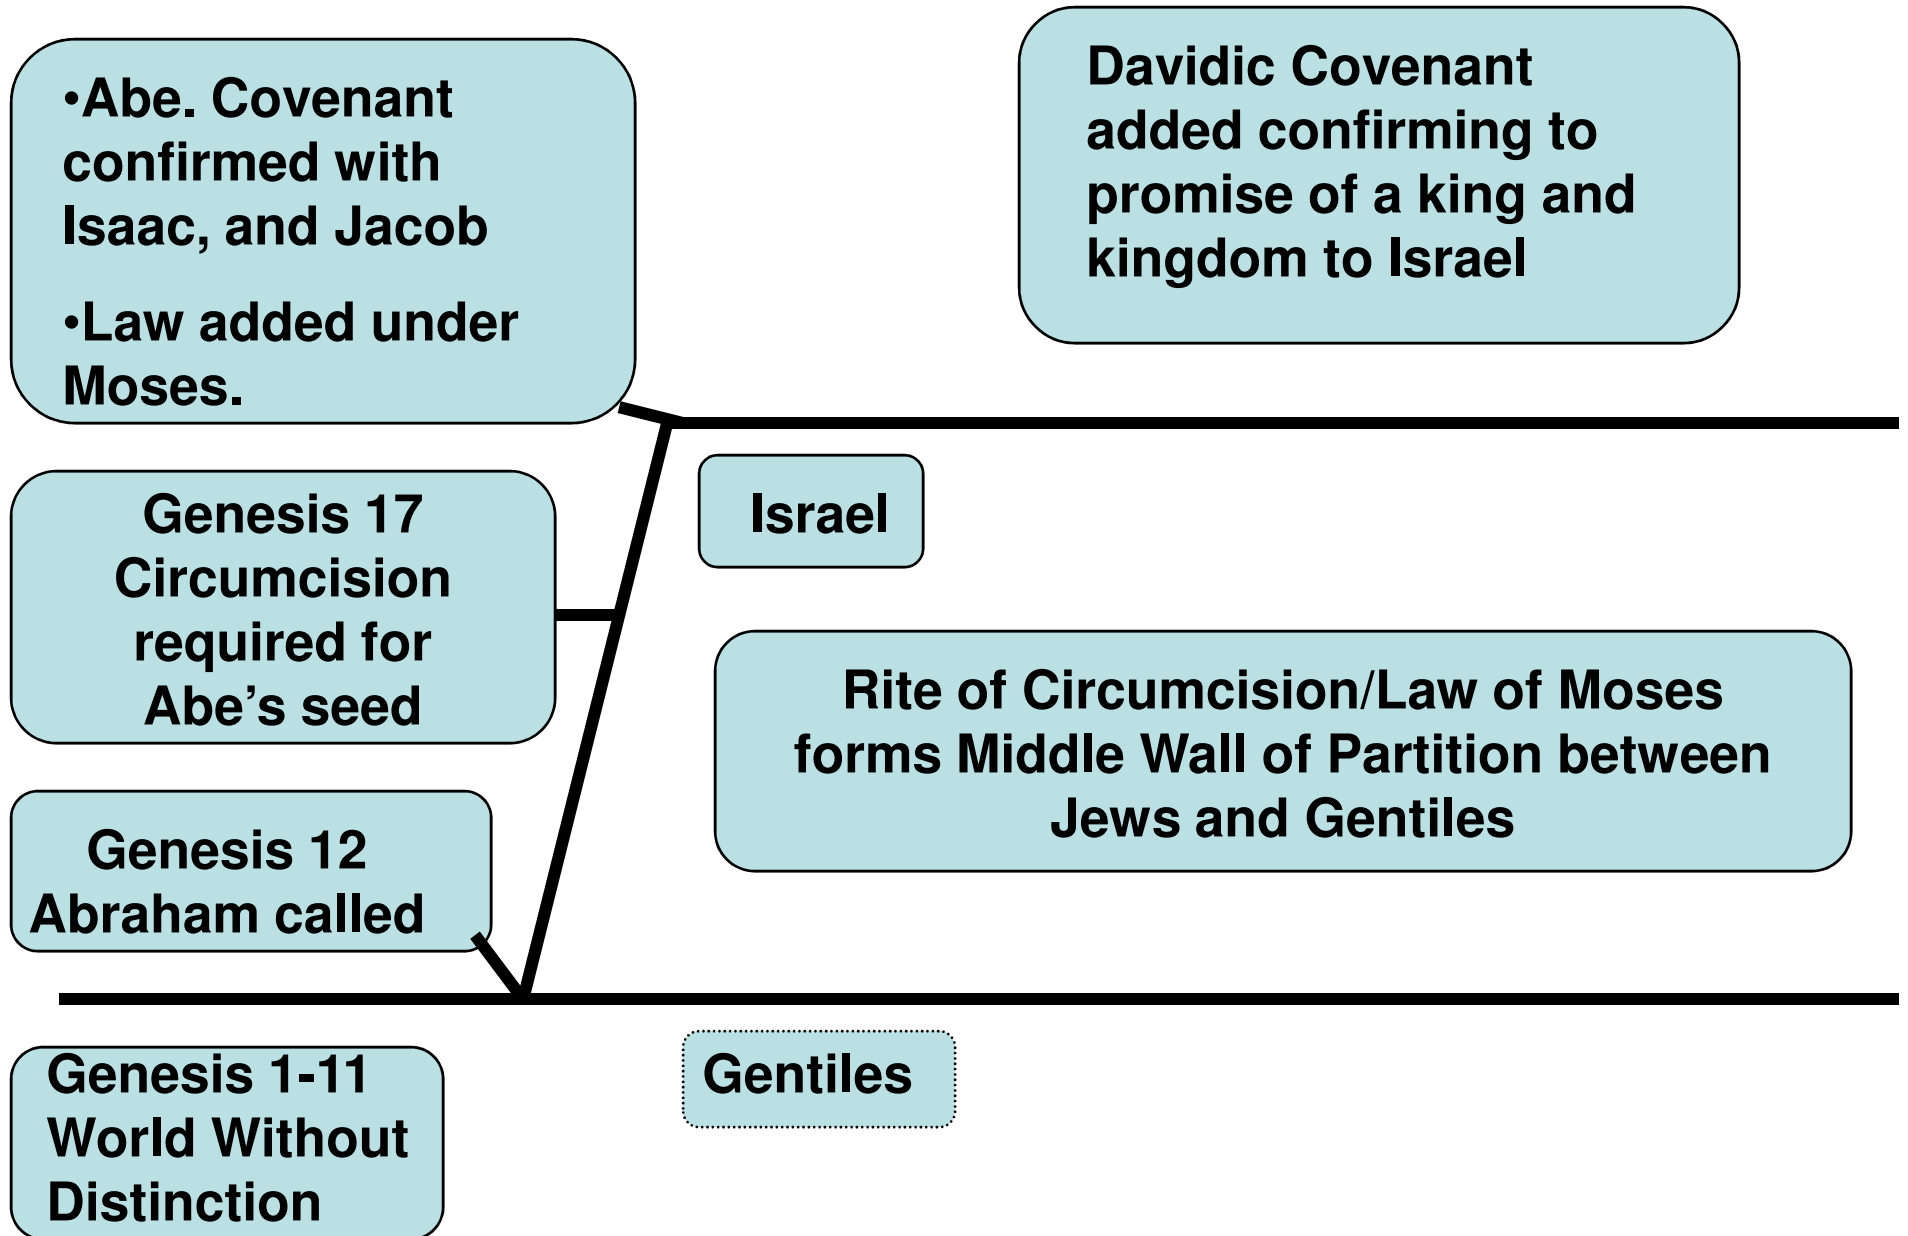 •Abe. Covenant
confirmed with
Isaac, and Jacob
•Law added under
Moses.
Davidic Covenant
added confirming to
promise of a king and
kingdom to Israel
Genesis 17
Circumcision
required for
Abe’s seed
Israel
Rite of Circumcision/Law of Moses
forms Middle Wall of Partition between
Jews and Gentiles
Genesis 12
Abraham called
Genesis 1-11
World Without
Distinction
Gentiles